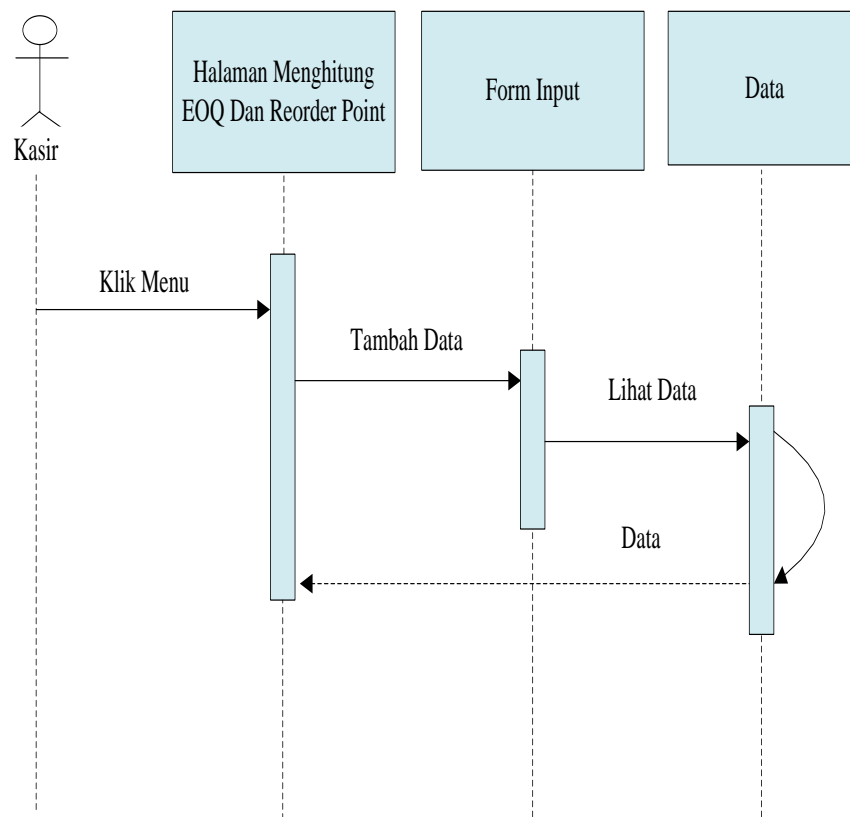 Halaman Menghitung
EOQ Dan Reorder Point
Form Input
Data
Kasir
Klik Menu
Tambah Data
Lihat Data
Data